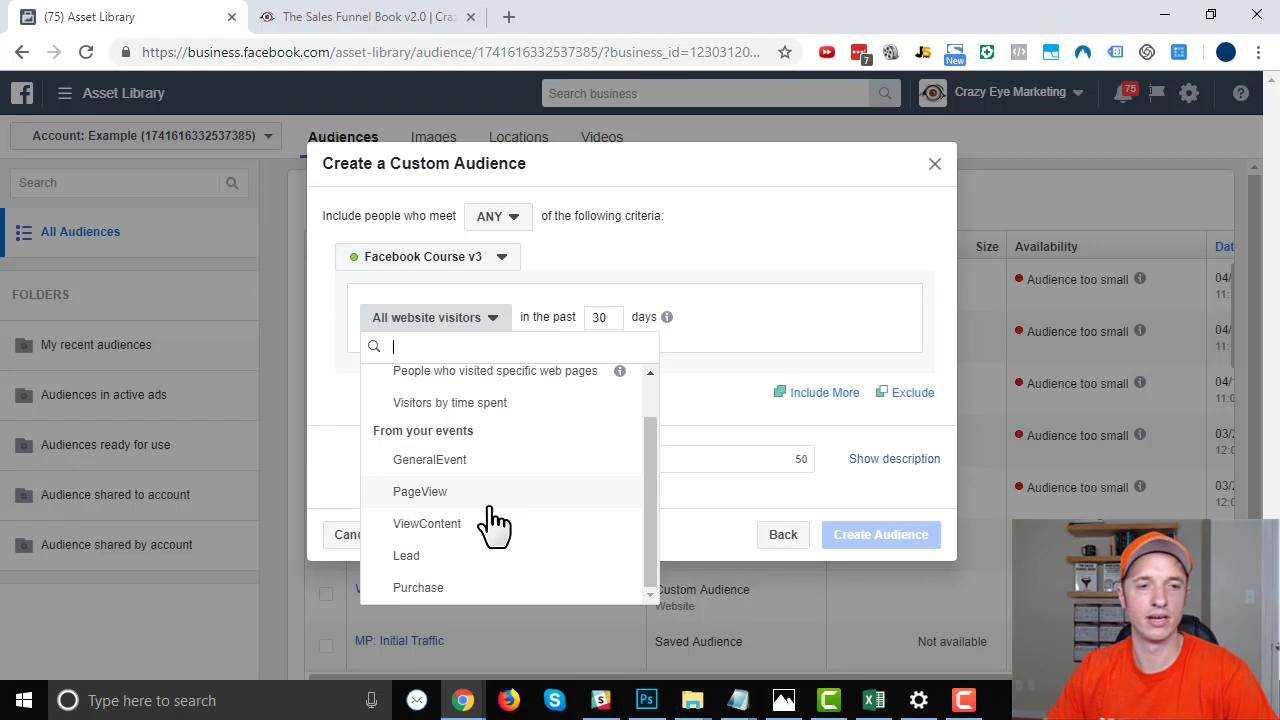 (75) Asset Library
The Sales Funnel Book v2.0 | Craz
https://business.facebook.com/asset-library/audience/1741616332537385/?business_id=12303120...
7
New
Asset Library
Search business
Crazy Eye Marketing
75
Account: Example (1741616332537385)
Audiences
Images
Locations
Videos
Search
All Audiences
FOLDERS
My recent audiences
Audiences in active ads
Audiences ready for use
Audience shared to account
Audience shared by account
Create a Custom Audience
Include people who meet ANY of the following criteria:
Facebook Course v3
All website visitors in the past 30 days
People who visited specific web pages
Visitors by time spent
From your events
GeneralEvent
PageView
ViewContent
Lead
Purchase
Include More
Exclude
50
Show description
Canc
Back
Create Audience
Size
Availability
Dat
Audience too small
04/
11:
Audience too small
04/
11:
Audience too small
04/
11:0
Audience too small
03/2
12:0
Audience too small
03/2
12:0
Custom Audience
Website
MP: Initial Traffic
Saved Audience
Not available
Type here to search